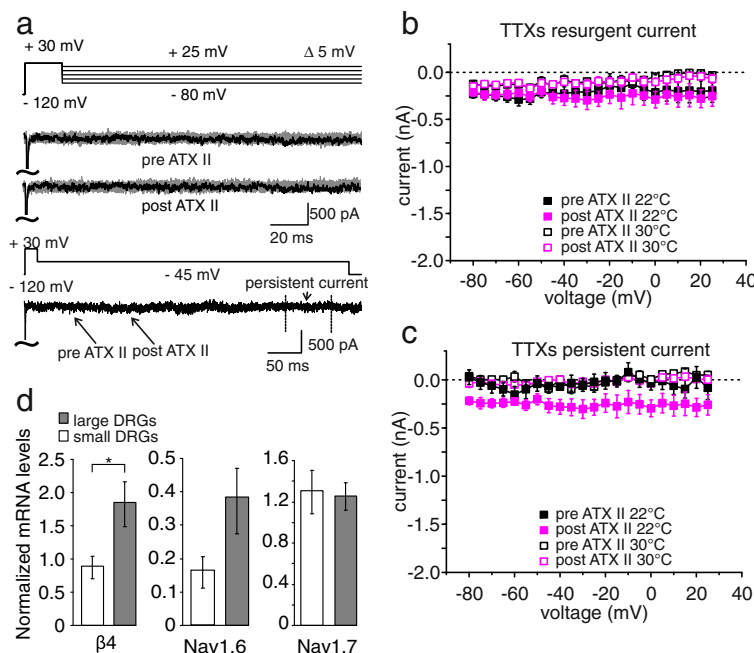 a
+ 30 mV
+ 25 mV
Δ 5 mV
- 120 mV
- 80 mV
pre ATX II
post ATX II
500 pA
20 ms
+ 30 mV
- 45 mV
- 120 mV
persistent current
pre ATX II
post ATX II
500 pA
50 ms
b
TTXs resurgent current
0.0
-0.5
-1.0
-1.5
-2.0
current (nA)
pre ATX II 22°C
post ATX II 22°C
pre ATX II 30°C
post ATX II 30°C
-80 -60 -40 -20 0 20 40
voltage (mV)
c
TTXs persistent current
0.0
-0.5
-1.0
-1.5
-2.0
current (nA)
pre ATX II 22°C
post ATX II 22°C
pre ATX II 30°C
post ATX II 30°C
-80 -60 -40 -20 0 20 40
voltage (mV)
d
large DRGs
small DRGs
Normalized mRNA levels
2.5
2.0
1.5
1.0
0.5
0
*
β4
0.5
0.4
0.3
0.2
0.1
0
Nav1.6
1.6
1.2
0.8
0.4
0
Nav1.7